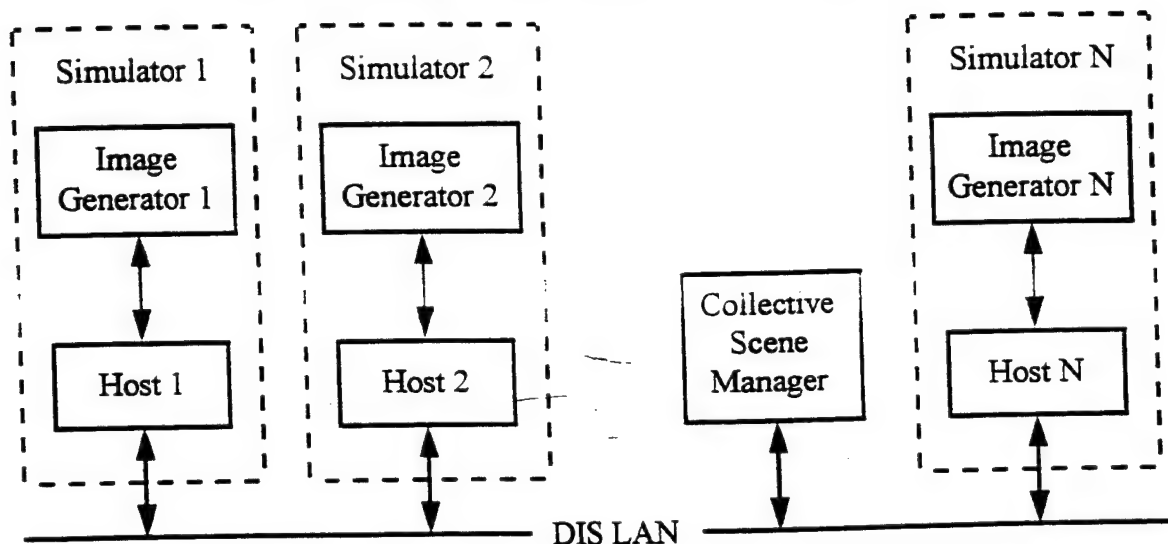 Simulator 1
Image
Generator 1
Host 1
Simulator 2
Image
Generator 2
Host 2
Collective
Scene
Manager
Simulator N
Image
Generator N
Host N
DIS LAN